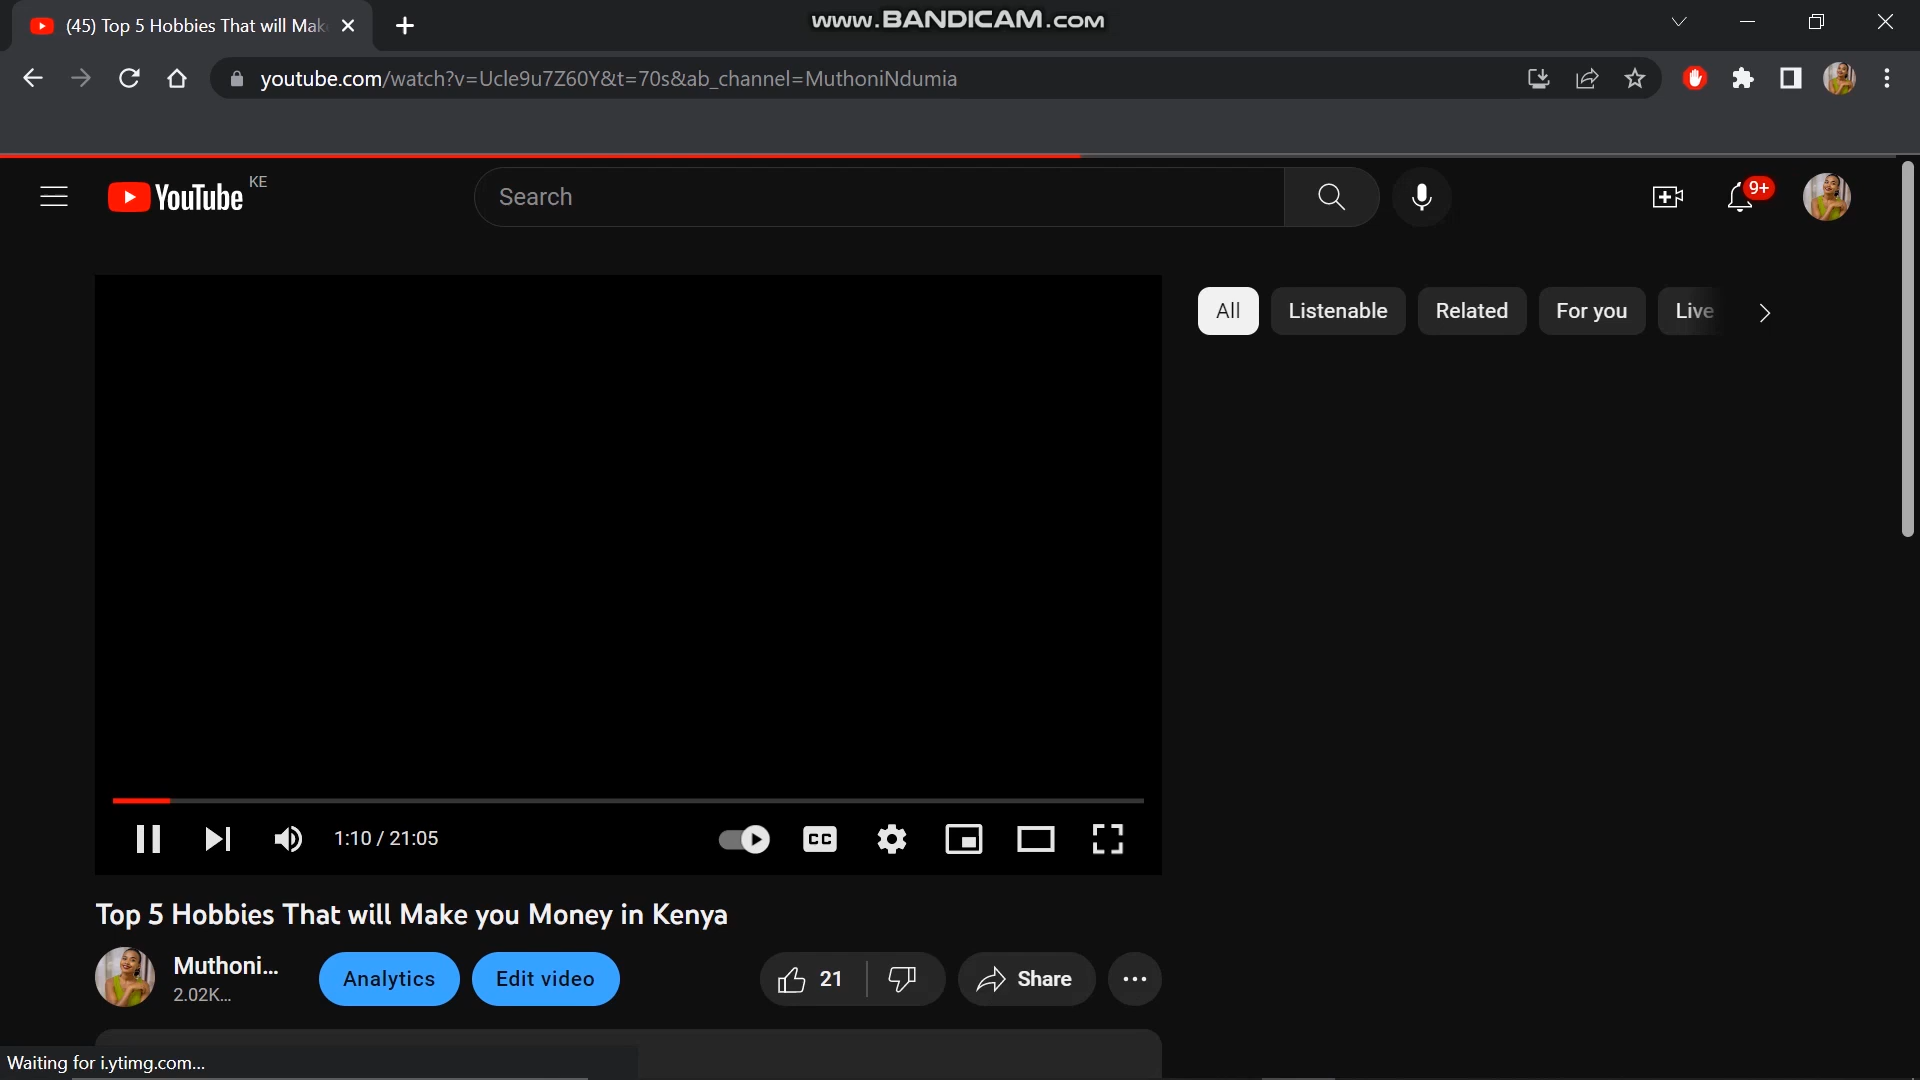 (45) Top 5 Hobbies That will Mak
www.BANDICAM.com
youtube.com/watch?v=Ucle9u7Z60Y&t=70s&ab_channel=MuthoniNdumia
YouTube KE
Search
9+
All
Listenable
Related
For you
Live
1:10 / 21:05
CC
Top 5 Hobbies That will Make you Money in Kenya
Muthoni...
2.02K...
Analytics
Edit video
21
Share
Waiting for i.ytimg.com...